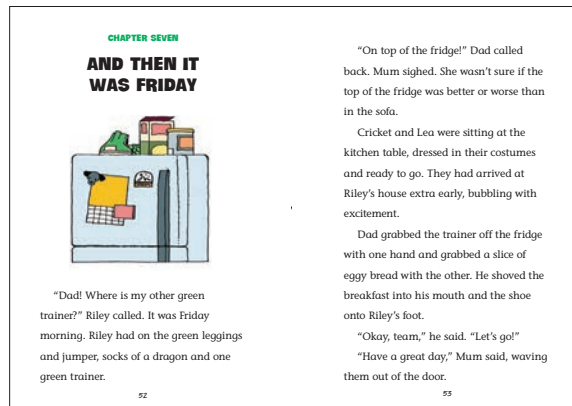 CHAPTER SEVEN
AND THEN IT
WAS FRIDAY
“Dad! Where is my other green
trainer?” Riley called. It was Friday
morning. Riley had on the green leggings
and jumper, socks of a dragon and one
green trainer.
52
“On top of the fridge!” Dad called
back. Mum sighed. She wasn’t sure if the
top of the fridge was better or worse than
in the sofa.
Cricket and Lea were sitting at the
kitchen table, dressed in their costumes
and ready to go. They had arrived at
Riley’s house extra early, bubbling with
excitement.
Dad grabbed the trainer off the fridge
with one hand and grabbed a slice of
eggy bread with the other. He shoved the
breakfast into his mouth and the shoe
onto Riley’s foot.
“Okay, team,” he said. “Let’s go!”
“Have a great day,” Mum said, waving
them out of the door.
53